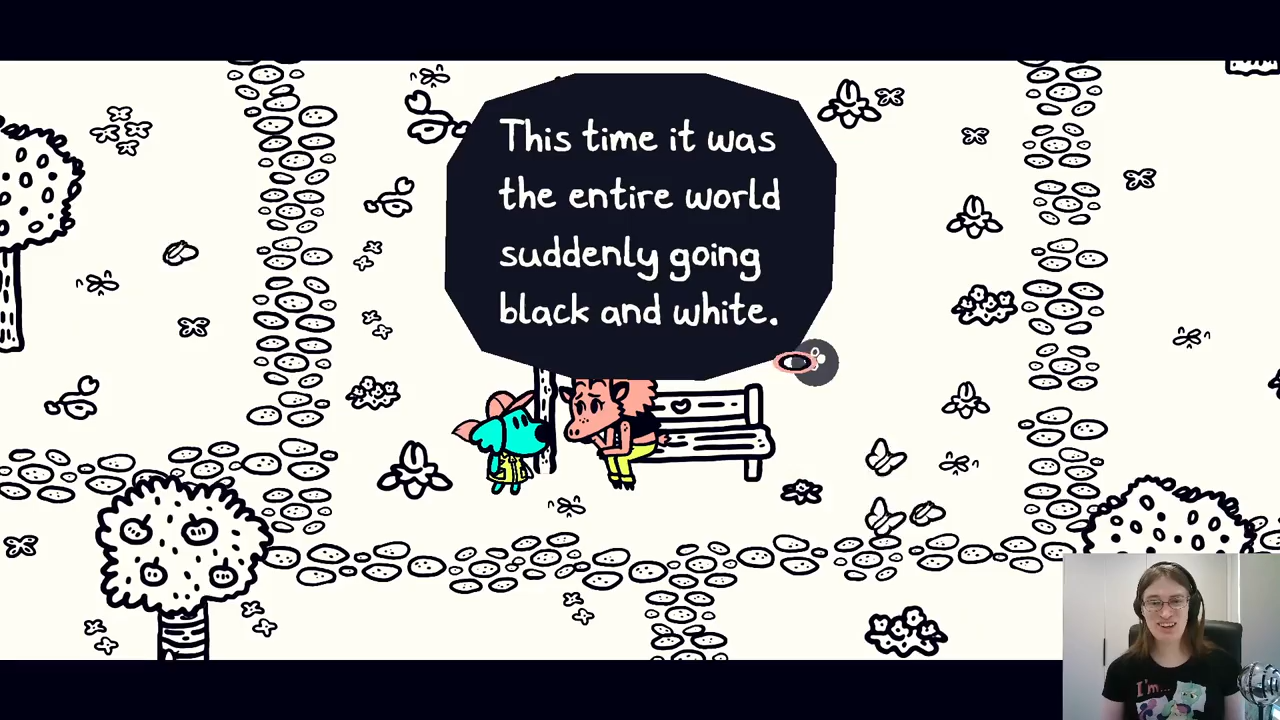 This time it was
the entire world
suddenly going
black and white.
I'm...